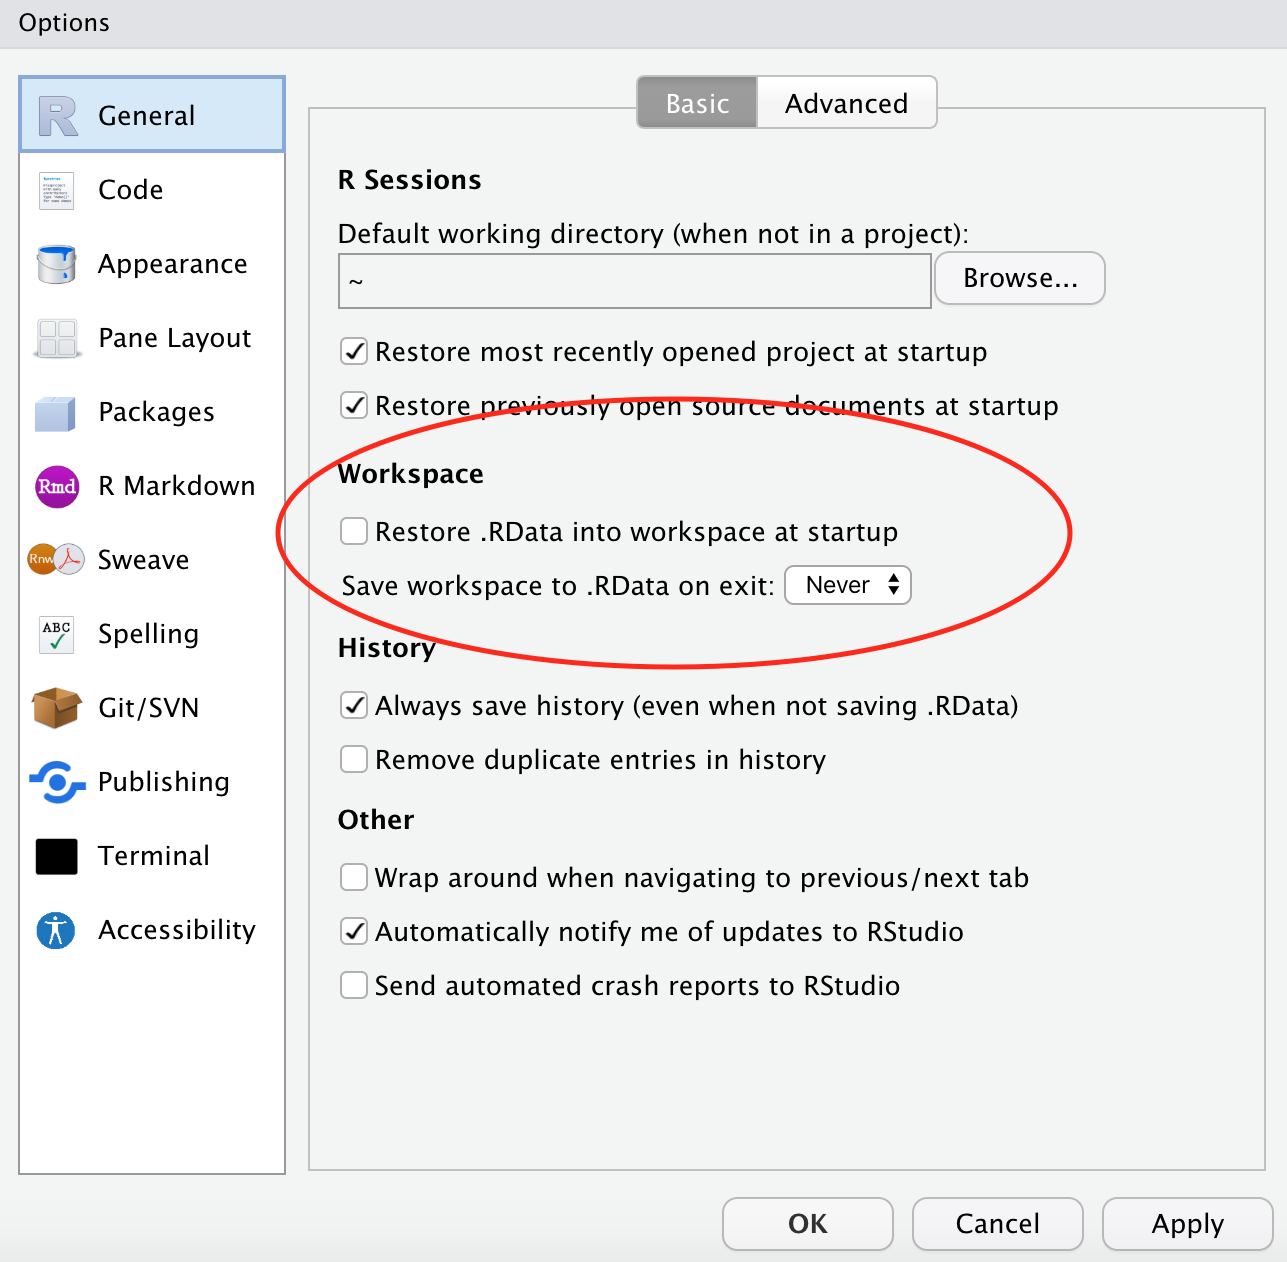 Options
General
Code
Appearance
Pane Layout
Packages
Rmd
R Markdown
Rnw
Sweave
ABC
Spelling
Git/SVN
Publishing
Terminal
Accessibility
Basic
Advanced
R Sessions
Default working directory (when not in a project):
~
Browse...
Restore most recently opened project at startup
Restore previously open source documents at startup
Workspace
Restore .RData into workspace at startup
Save workspace to .RData on exit: Never
History
Always save history (even when not saving .RData)
Remove duplicate entries in history
Other
Wrap around when navigating to previous/next tab
Automatically notify me of updates to RStudio
Send automated crash reports to RStudio
OK
Cancel
Apply